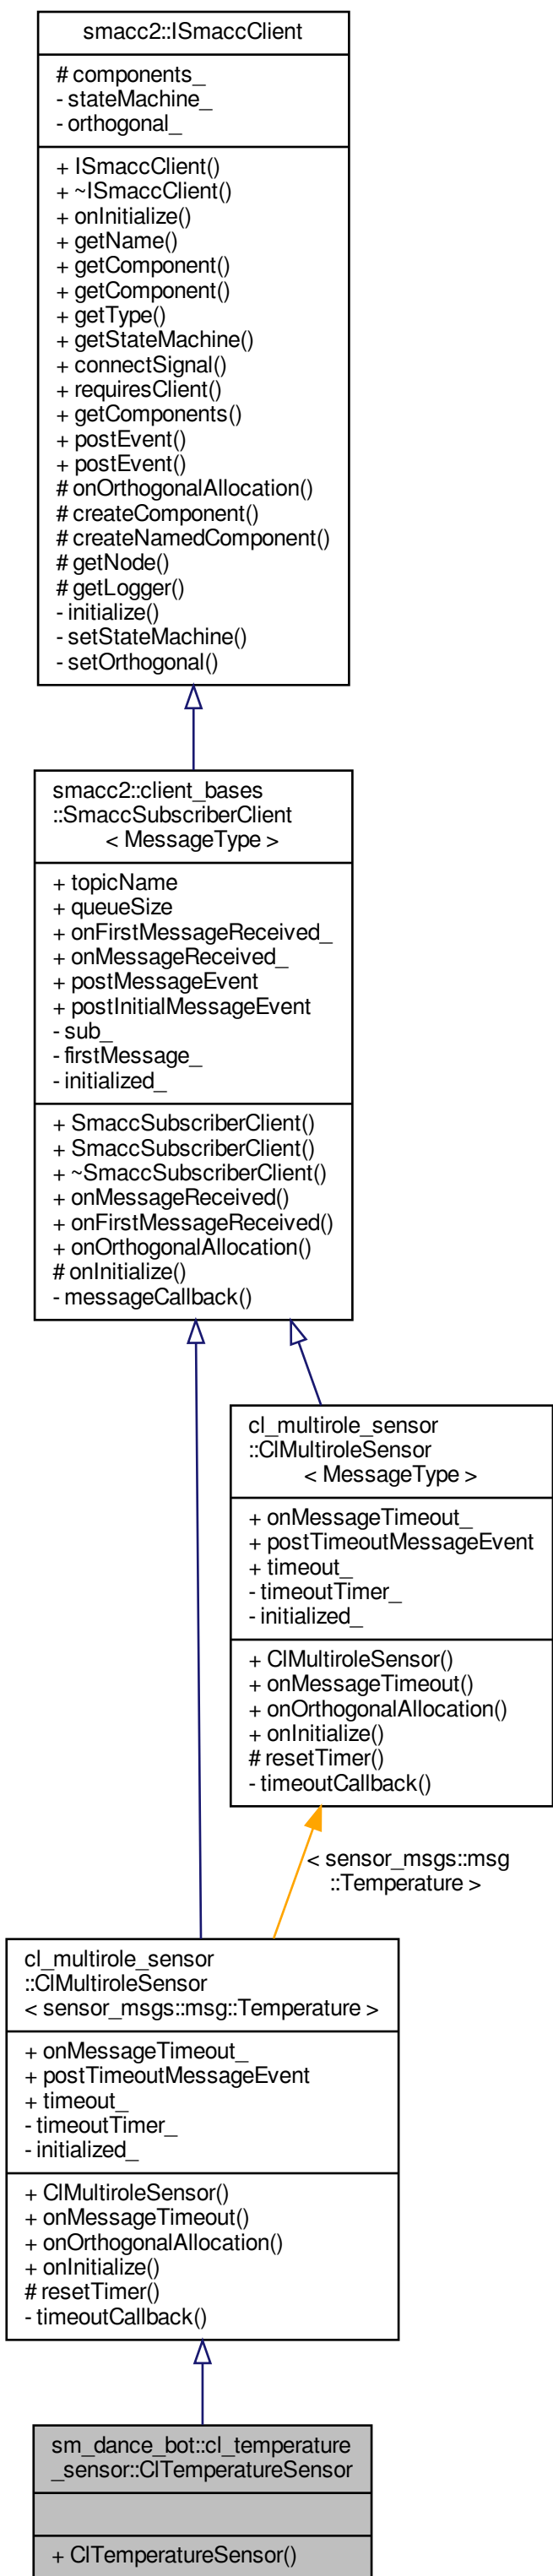 smacc2::ISmaccClient
# components_
- stateMachine_
- orthogonal_
+ ISmaccClient()
+ ~ISmaccClient()
+ onInitialize()
+ getName()
+ getComponent()
+ getComponent()
+ getType()
+ getStateMachine()
+ connectSignal()
+ requiresClient()
+ getComponents()
+ postEvent()
+ postEvent()
# onOrthogonalAllocation()
# createComponent()
# createNamedComponent()
# getNode()
# getLogger()
- initialize()
- setStateMachine()
- setOrthogonal()
smacc2::client_bases
::SmaccSubscriberClient
< MessageType >
+ topicName
+ queueSize
+ onFirstMessageReceived_
+ onMessageReceived_
+ postMessageEvent
+ postInitialMessageEvent
- sub_
- firstMessage_
- initialized_
+ SmaccSubscriberClient()
+ SmaccSubscriberClient()
+ ~SmaccSubscriberClient()
+ onMessageReceived()
+ onFirstMessageReceived()
+ onOrthogonalAllocation()
# onInitialize()
- messageCallback()
cl_multirole_sensor
::ClMultiroleSensor
< MessageType >
+ onMessageTimeout_
+ postTimeoutMessageEvent
+ timeout_
- timeoutTimer_
- initialized_
+ ClMultiroleSensor()
+ onMessageTimeout()
+ onOrthogonalAllocation()
+ onInitialize()
# resetTimer()
- timeoutCallback()
< sensor_msgs::msg
::Temperature >
cl_multirole_sensor
::ClMultiroleSensor
< sensor_msgs::msg::Temperature >
+ onMessageTimeout_
+ postTimeoutMessageEvent
+ timeout_
- timeoutTimer_
- initialized_
+ ClMultiroleSensor()
+ onMessageTimeout()
+ onOrthogonalAllocation()
+ onInitialize()
# resetTimer()
- timeoutCallback()
sm_dance_bot::cl_temperature
_sensor::ClTemperatureSensor
+ ClTemperatureSensor()